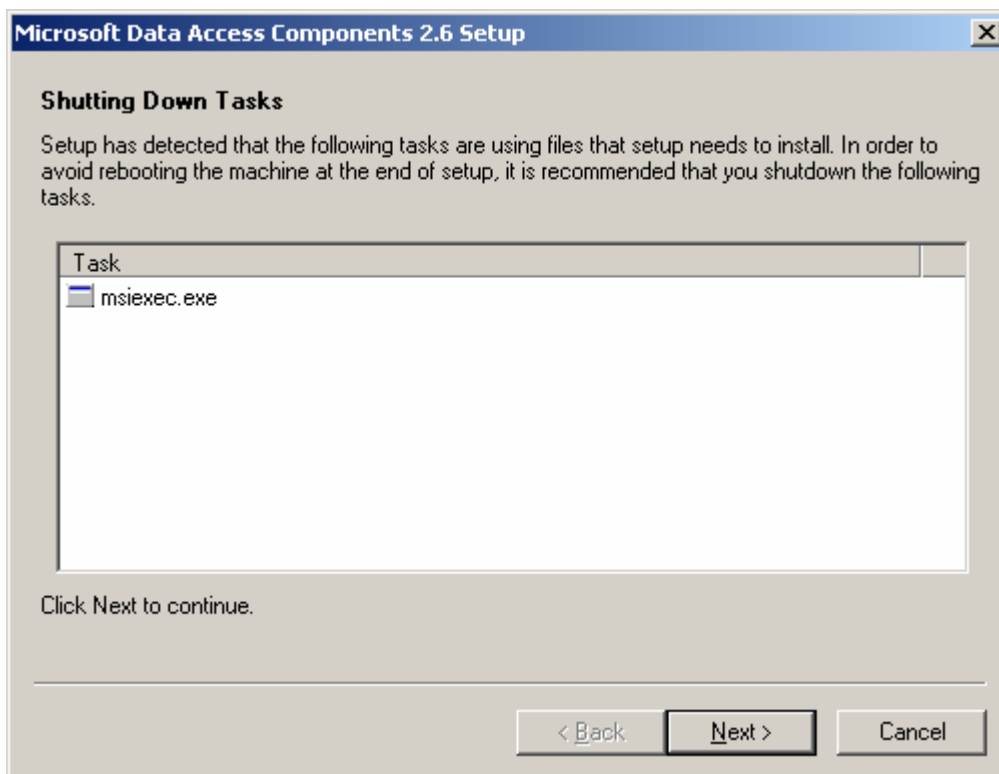 Microsoft Data Access Components 2.6 Setup
Shutting Down Tasks
Setup has detected that the following tasks are using files that setup needs to install. In order to
avoid rebooting the machine at the end of setup, it is recommended that you shutdown the following
tasks.
Task
msiexec.exe
Click Next to continue.
< Back
Next >
Cancel